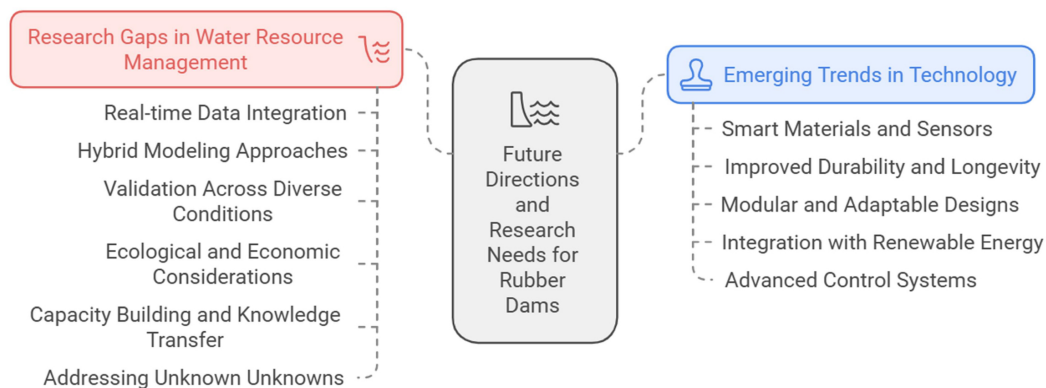 Research Gaps in Water Resource
Management
Real-time Data Integration
Hybrid Modeling Approaches
Validation Across Diverse
Conditions
Ecological and Economic
Considerations
Capacity Building and Knowledge
Transfer
Addressing Unknown Unknowns
Future
Directions
and
Research
Needs for
Rubber
Dams
Emerging Trends in Technology
Smart Materials and Sensors
Improved Durability and Longevity
Modular and Adaptable Designs
Integration with Renewable Energy
Advanced Control Systems